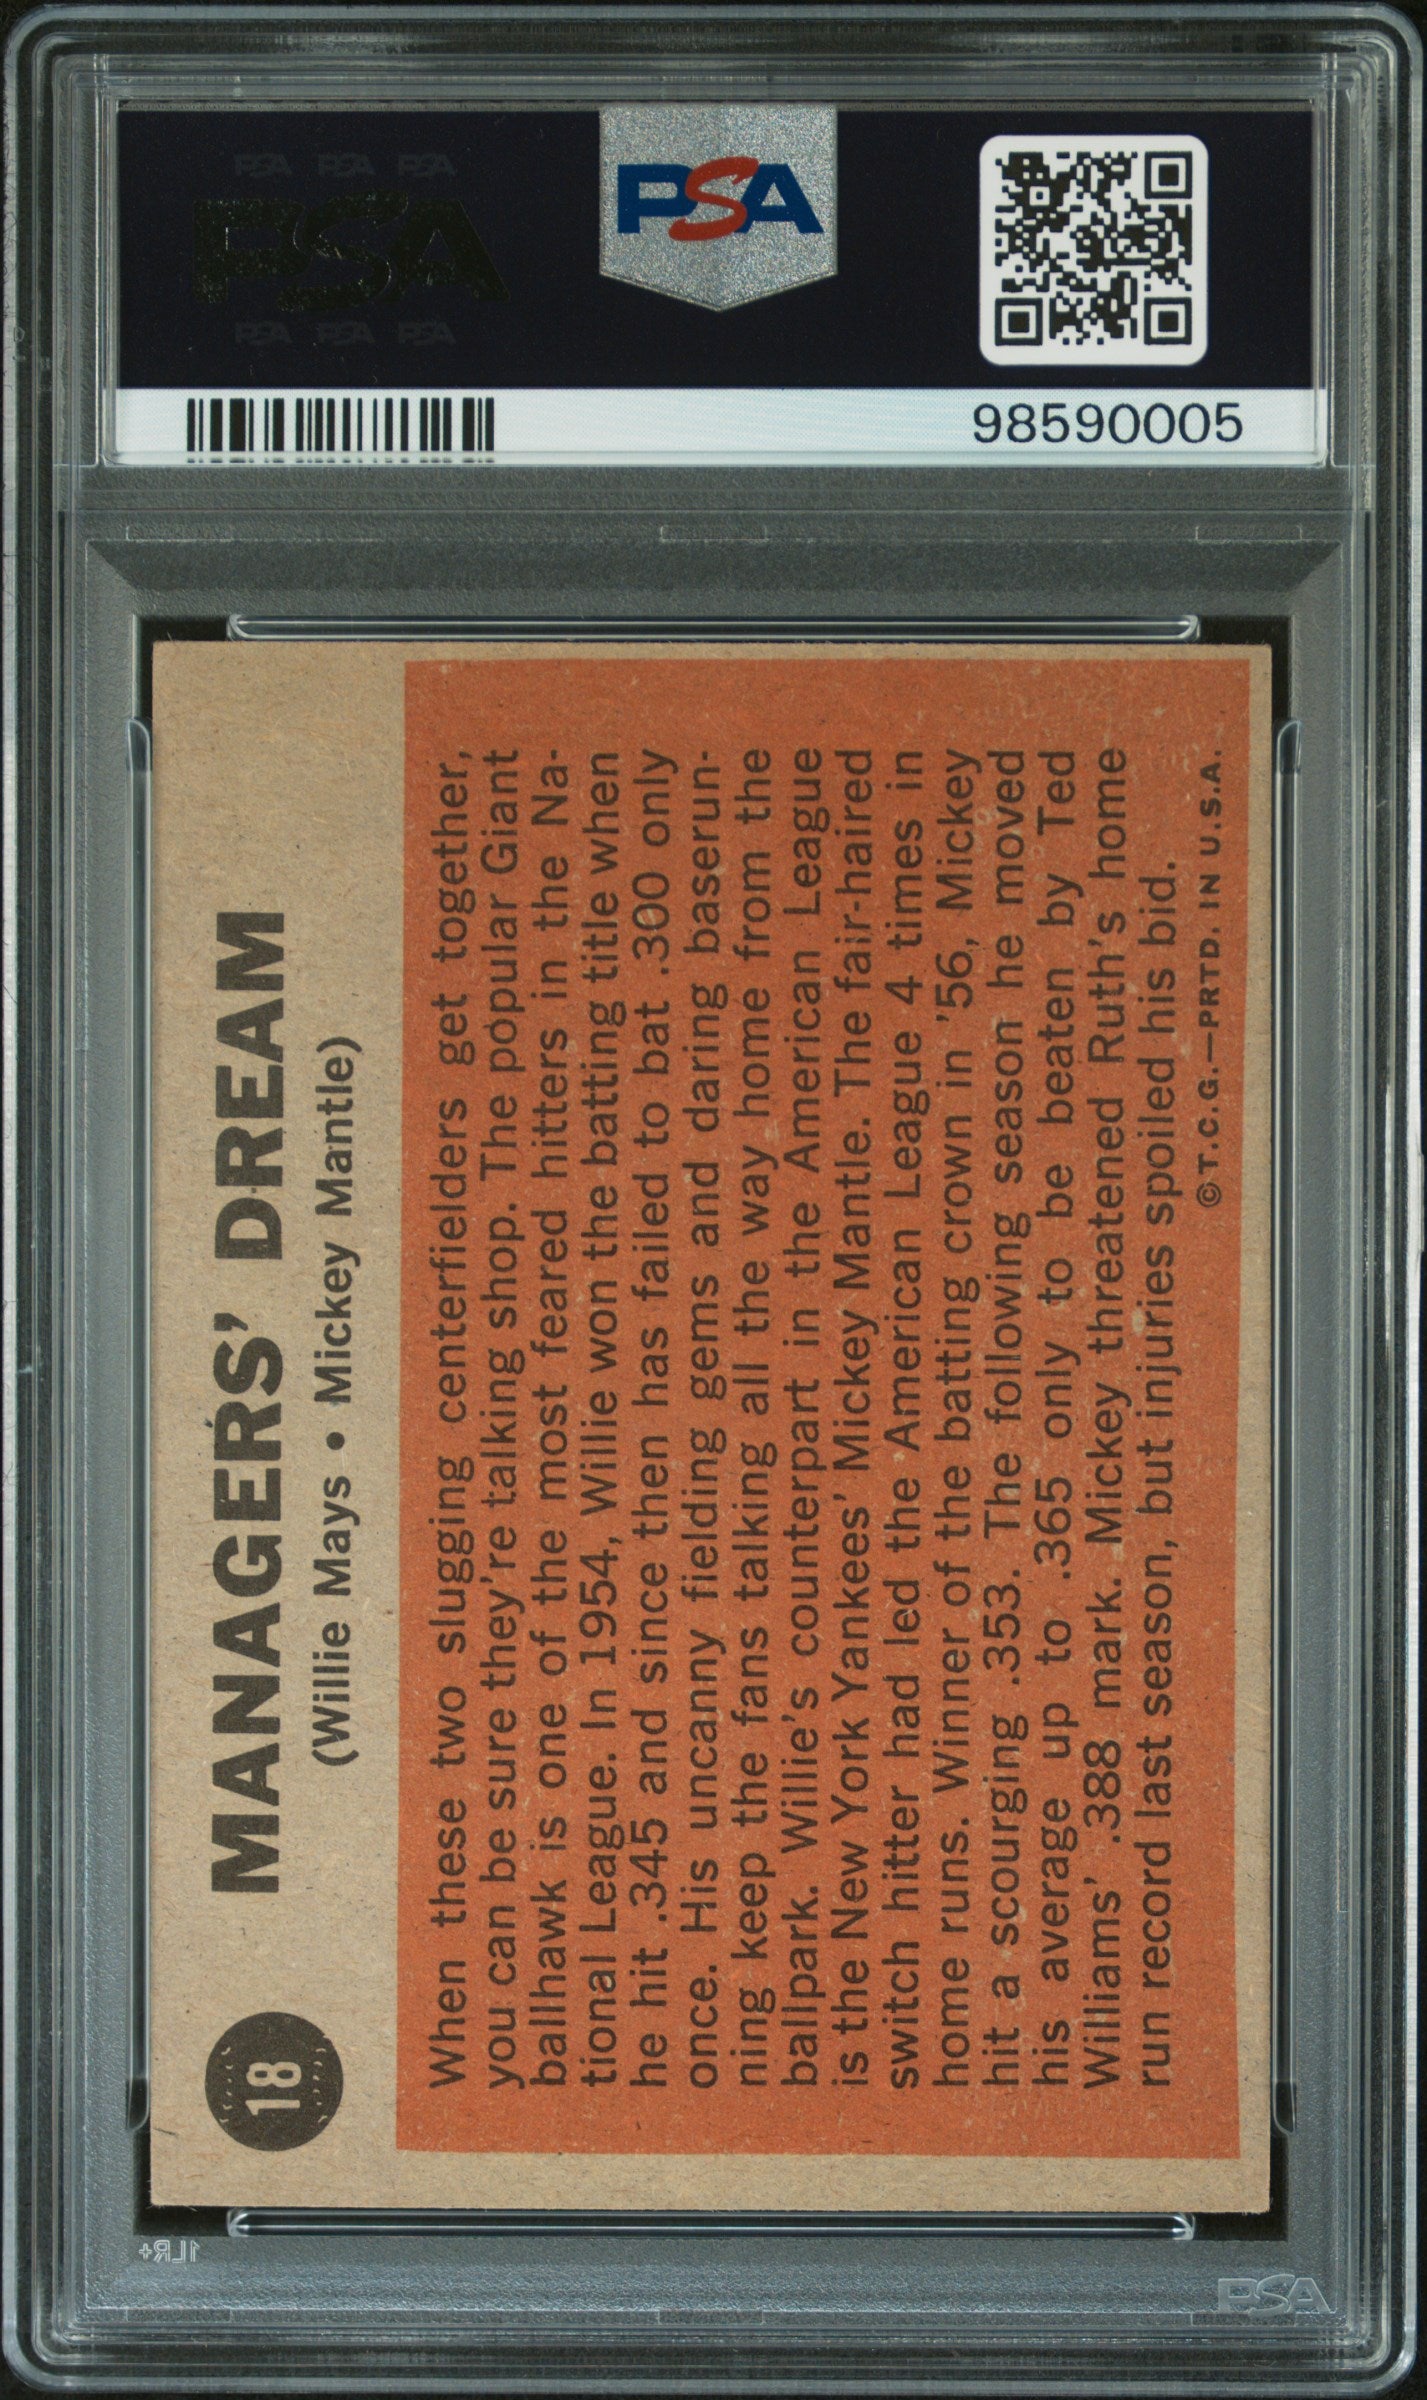 PSA PSA PSA
PSA
PSA PSA PSA
PSA
98590005
18
MANAGERS' DREAM
(Willie Mays • Mickey Mantle)
When these two slugging centerfielders get together,
you can be sure they're talking shop. The popular Giant
ballhawk is one of the most feared hitters in the Na-
tional League. In 1954, Willie won the batting title when
he hit .345 and since then has failed to bat .300 only
once. His uncanny fielding gems and daring baserun-
ning keep the fans talking all the way home from the
ballpark. Willie's counterpart in the American League
is the New York Yankees' Mickey Mantle. The fair-haired
switch hitter had led the American League 4 times in
home runs. Winner of the batting crown in '56, Mickey
hit a scourging .353. The following season he moved
his average up to .365 only to be beaten by Ted
Williams' .388 mark. Mickey threatened Ruth's home
run record last season, but injuries spoiled his bid.
©T.C.G.—PRTD. IN U.S.A.
1LR+
PSA